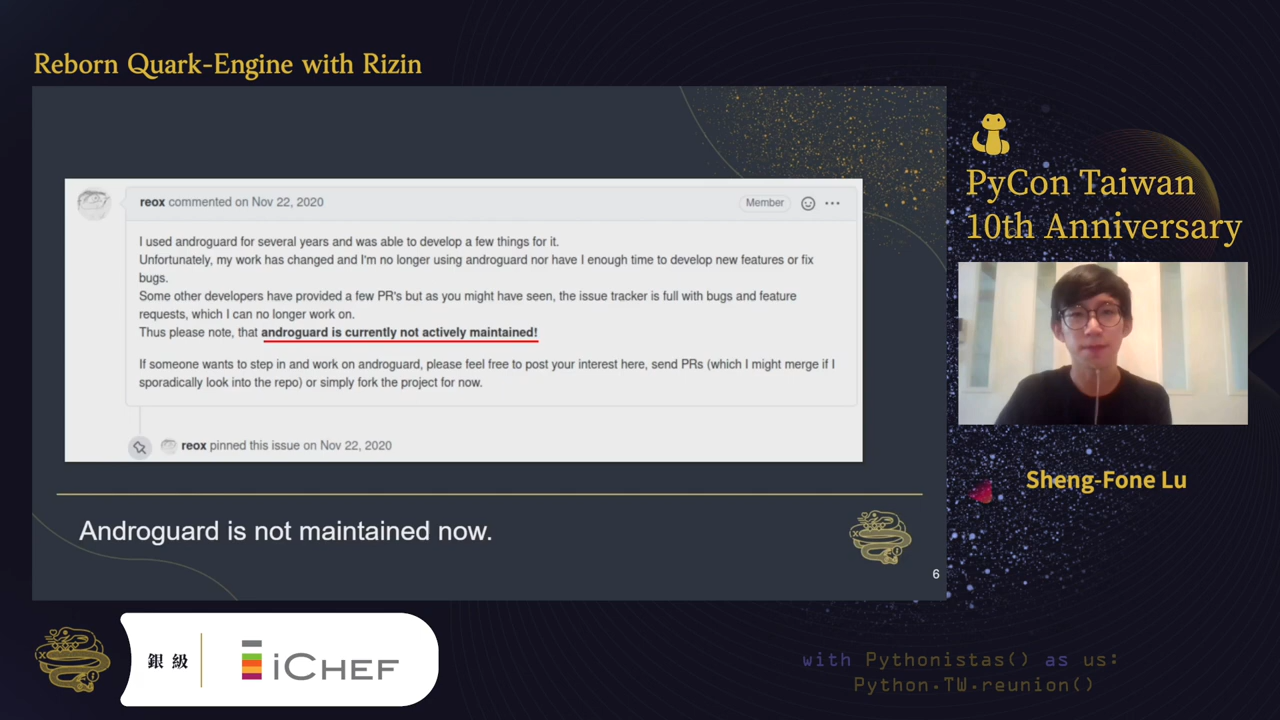 Reborn Quark-Engine with Rizin
reox commented on Nov 22, 2020
Member
I used androguard for several years and was able to develop a few things for it.
Unfortunately, my work has changed and I'm no longer using androguard nor have I enough time to develop new features or fix
bugs.
Some other developers have provided a few PR's but as you might have seen, the issue tracker is full with bugs and feature
requests, which I can no longer work on.
Thus please note, that androguard is currently not actively maintained!
If someone wants to step in and work on androguard, please feel free to post your interest here, send PRs (which I might merge if I
sporadically look into the repo) or simply fork the project for now.
reox pinned this issue on Nov 22, 2020
Androguard is not maintained now.
6
PyCon Taiwan
10th Anniversary
Sheng-Fone Lu
銀級
iCHEF
with Pythonistas() as us:
Python.TW.reunion()